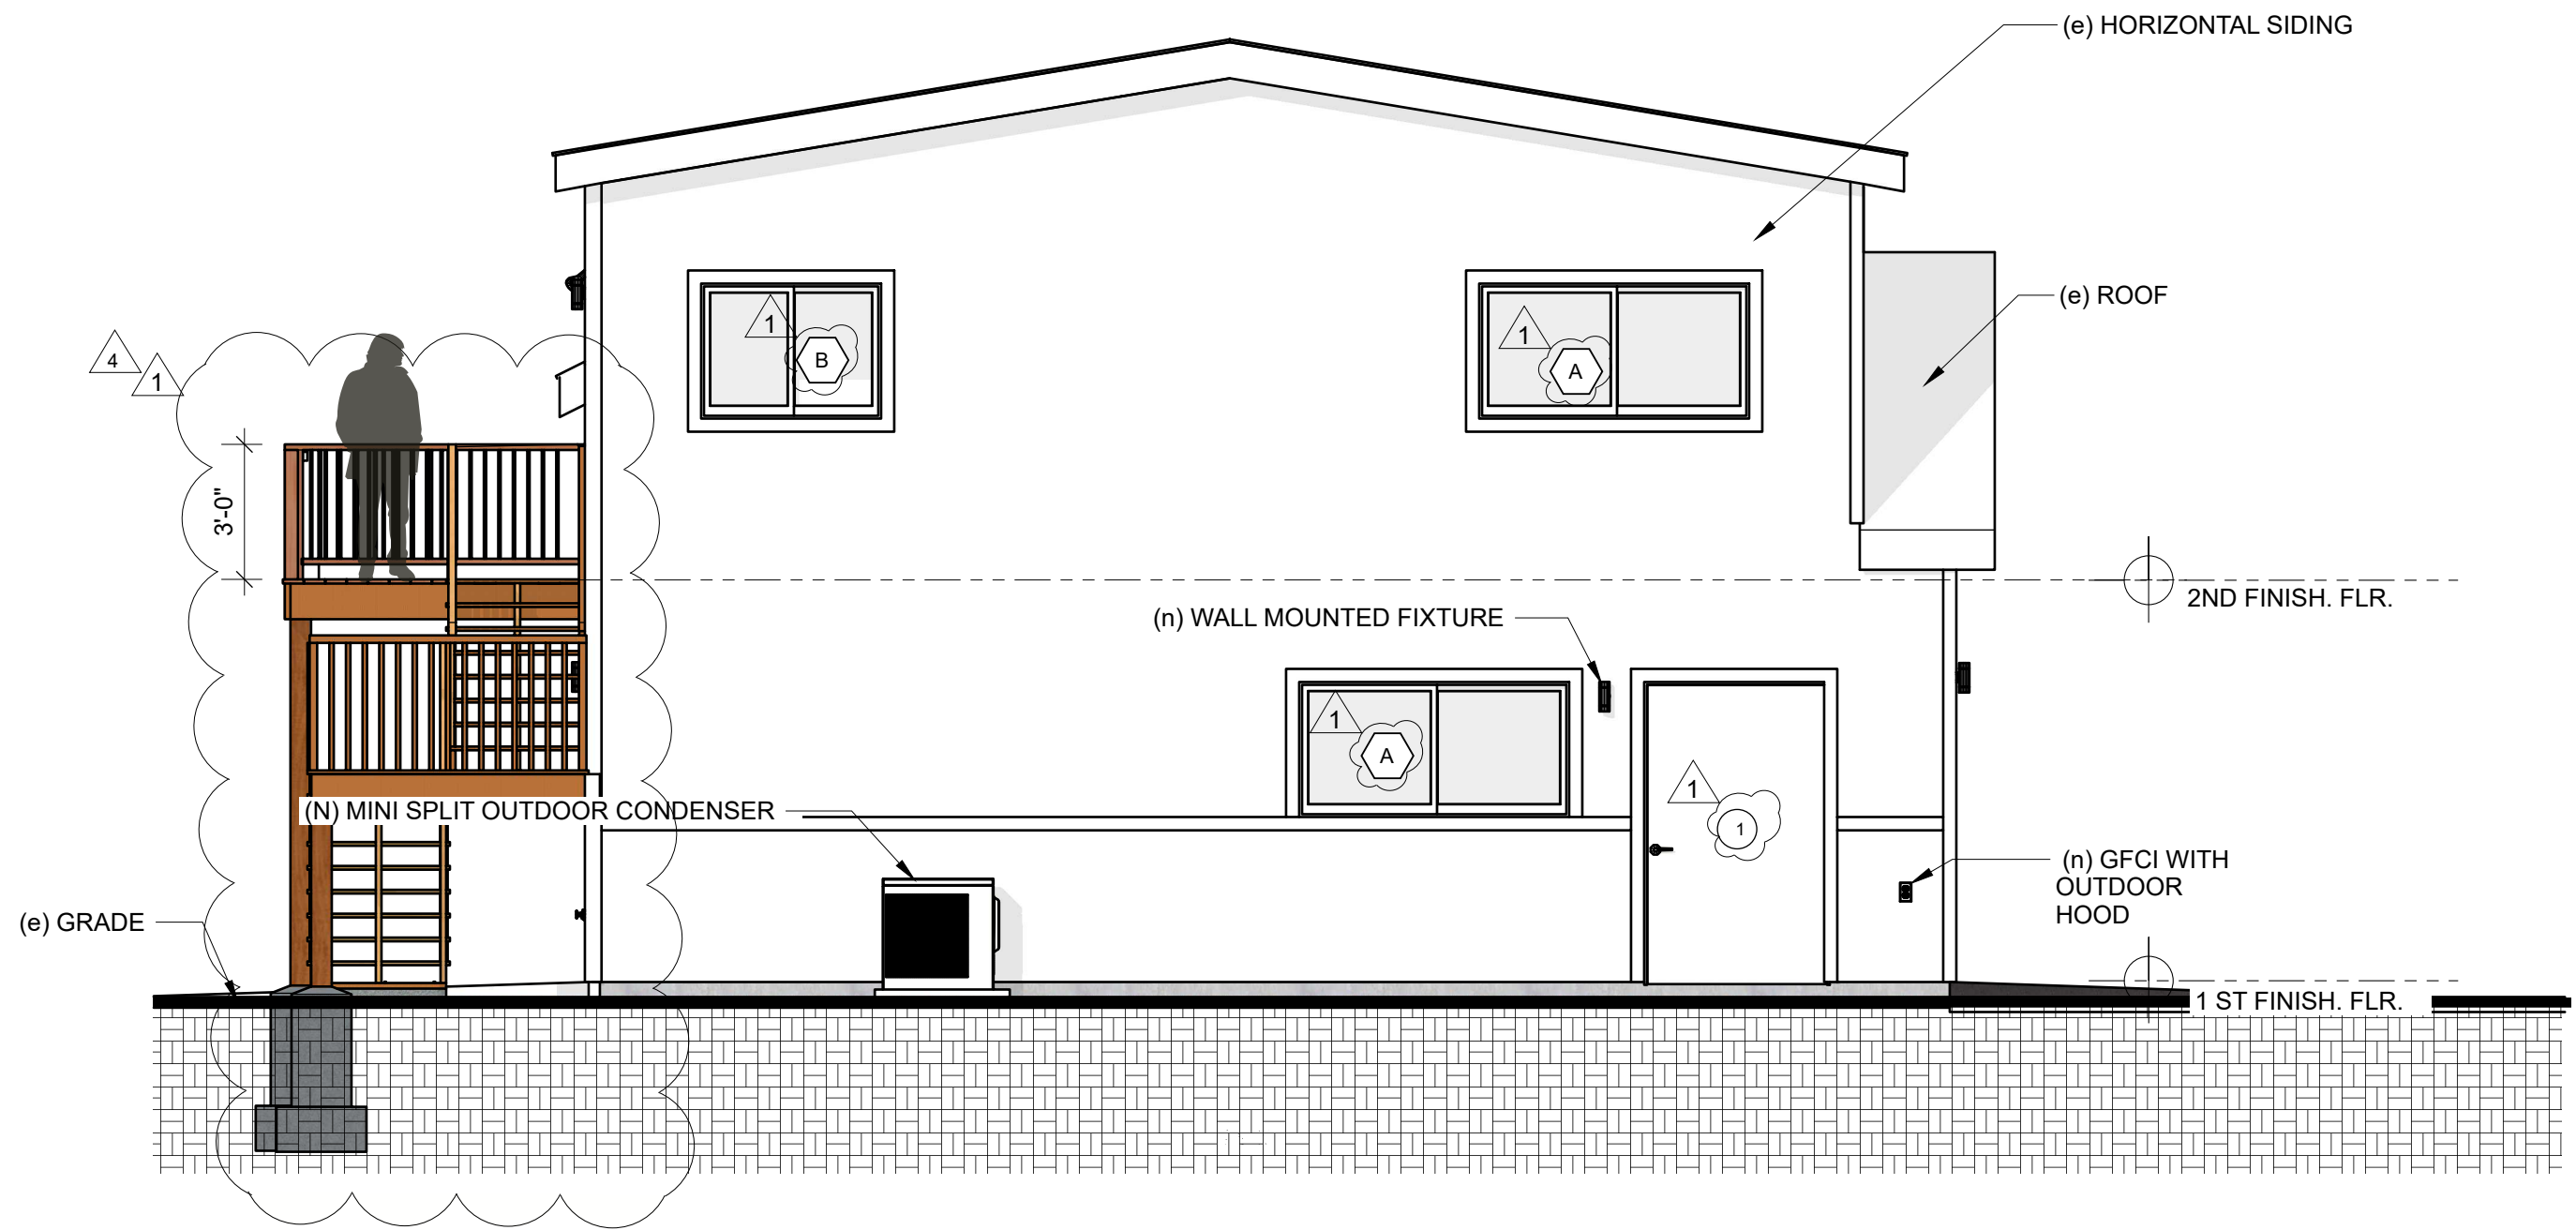 (e) HORIZONTAL SIDING
(e) ROOF
1
B
1
A
4
1
3'-0"
2ND FINISH. FLR.
(n) WALL MOUNTED FIXTURE
1
A
1
1
(N) MINI SPLIT OUTDOOR CONDENSER
(n) GFCI WITH
OUTDOOR
HOOD
(e) GRADE
1 ST FINISH. FLR.